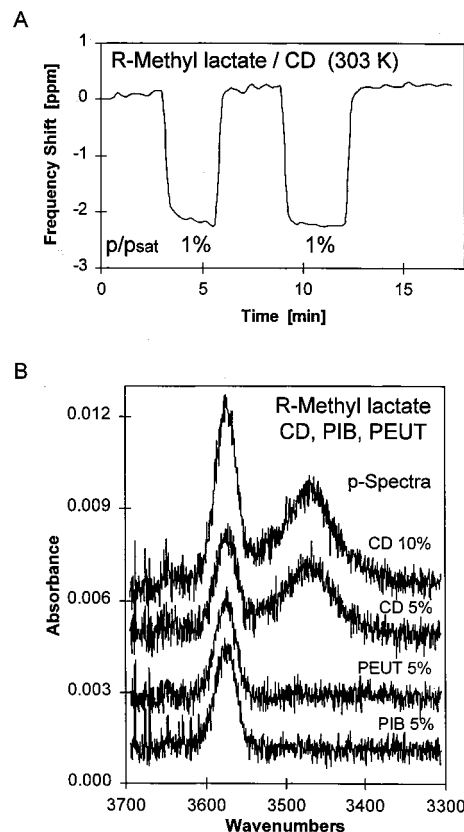 A
R-Methyl lactate / CD (303 K)
Frequency Shift [ppm]
0
-1
-2
-3
p/psat 1% 1%
0 5 10 15
Time [min]
B
R-Methyl lactate
CD, PIB, PEUT
p-Spectra
CD 10%
CD 5%
PEUT 5%
PIB 5%
Absorbance
0.012
0.009
0.006
0.003
0.000
3700 3600 3500 3400 3300
Wavenumbers